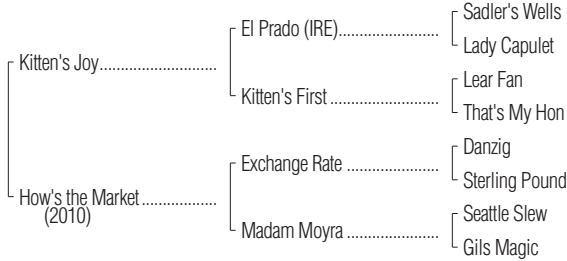 Sadler's Wells
El Prado (IRE)
Lady Capulet
Kitten's Joy
Lear Fan
Kitten's First
That's My Hon
Danzig
Exchange Rate
Sterling Pound
How's the Market
(2010)
Seattle Slew
Madam Moyra
Gils Magic